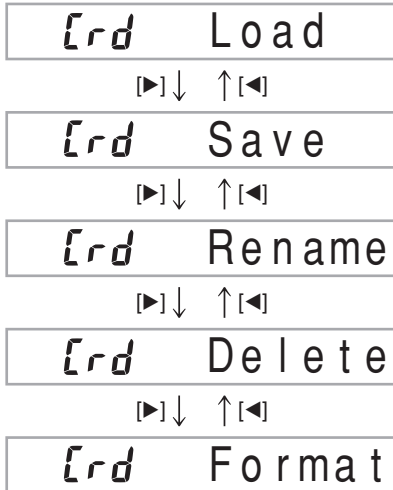 Crd Load
[►]↓ ↑[◄]
Crd Save
[►]↓ ↑[◄]
Crd Rename
[►]↓ ↑[◄]
Crd Delete
[►]↓ ↑[◄]
Crd Format